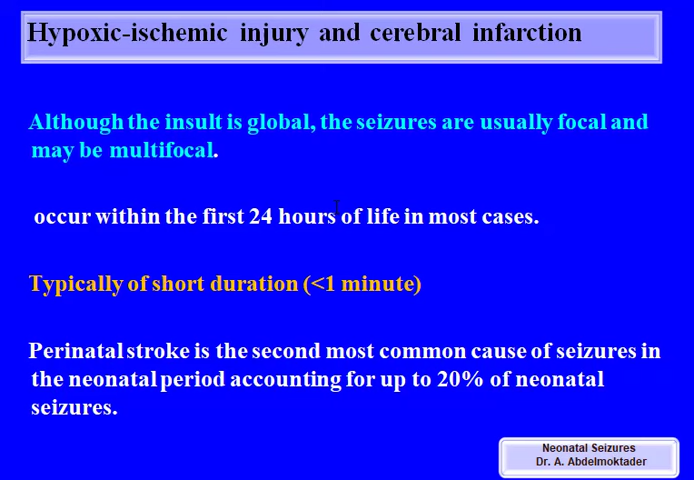 Hypoxic-ischemic injury and cerebral infarction
Although the insult is global, the seizures are usually focal and
may be multifocal.
occur within the first 24 hours of life in most cases.
Typically of short duration (<1 minute)
Perinatal stroke is the second most common cause of seizures in
the neonatal period accounting for up to 20% of neonatal
seizures.
Neonatal Seizures
Dr. A. Abdelmoktader